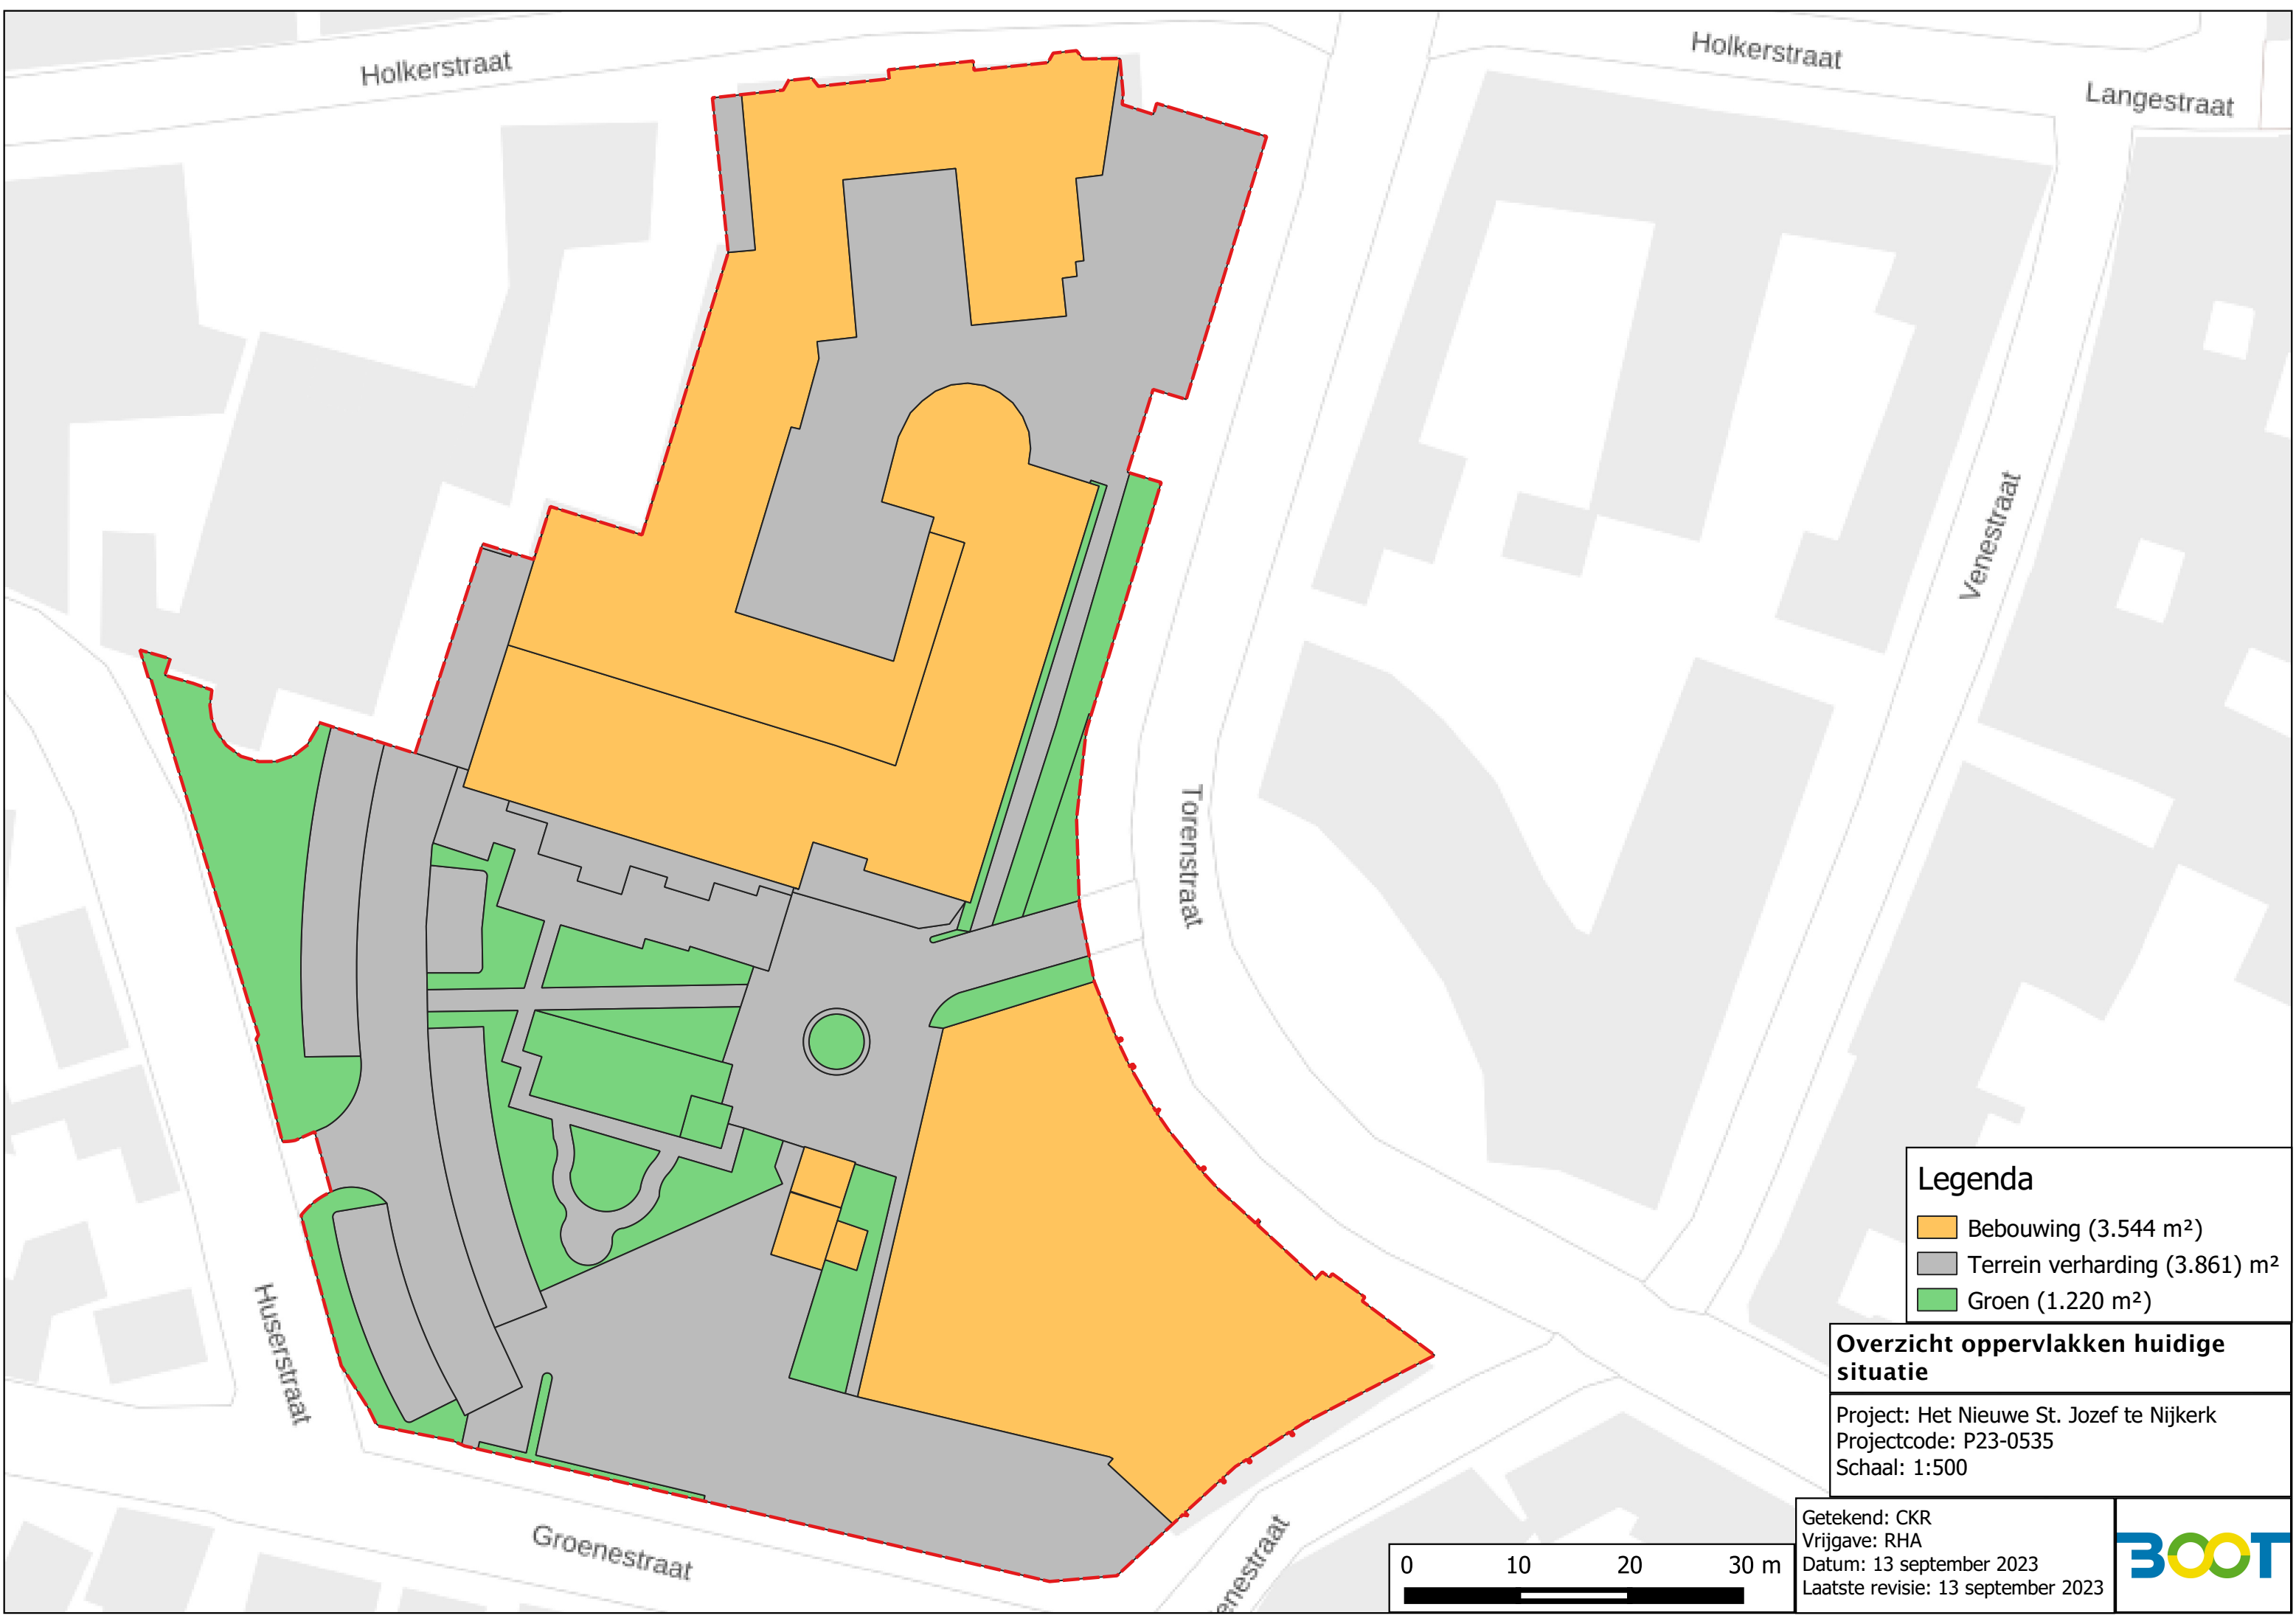 Holkerstraat
Holkerstraat
Langestraat
Venestraat
Torenstraat
Huserstraat
Groenestraat
enestraat
Legenda
Bebouwing (3.544 m²)
Terrein verharding (3.861) m²
Groen (1.220 m²)
Overzicht oppervlakken huidige
situatie
Project: Het Nieuwe St. Jozef te Nijkerk
Projectcode: P23-0535
Schaal: 1:500
Getekend: CKR
Vrijgave: RHA
Datum: 13 september 2023
Laatste revisie: 13 september 2023
0 10 20 30 m
BOOT